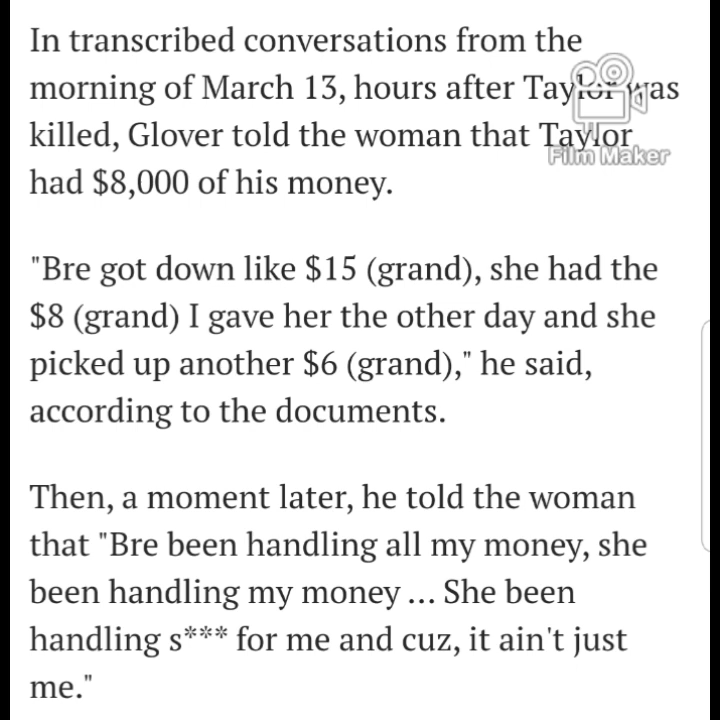 In transcribed conversations from the
morning of March 13, hours after Taylor was
killed, Glover told the woman that Taylor
Film Maker
had $8,000 of his money.
"Bre got down like $15 (grand), she had the
$8 (grand) I gave her the other day and she
picked up another $6 (grand)," he said,
according to the documents.
Then, a moment later, he told the woman
that "Bre been handling all my money, she
been handling my money ... She been
handling s*** for me and cuz, it ain't just
me."